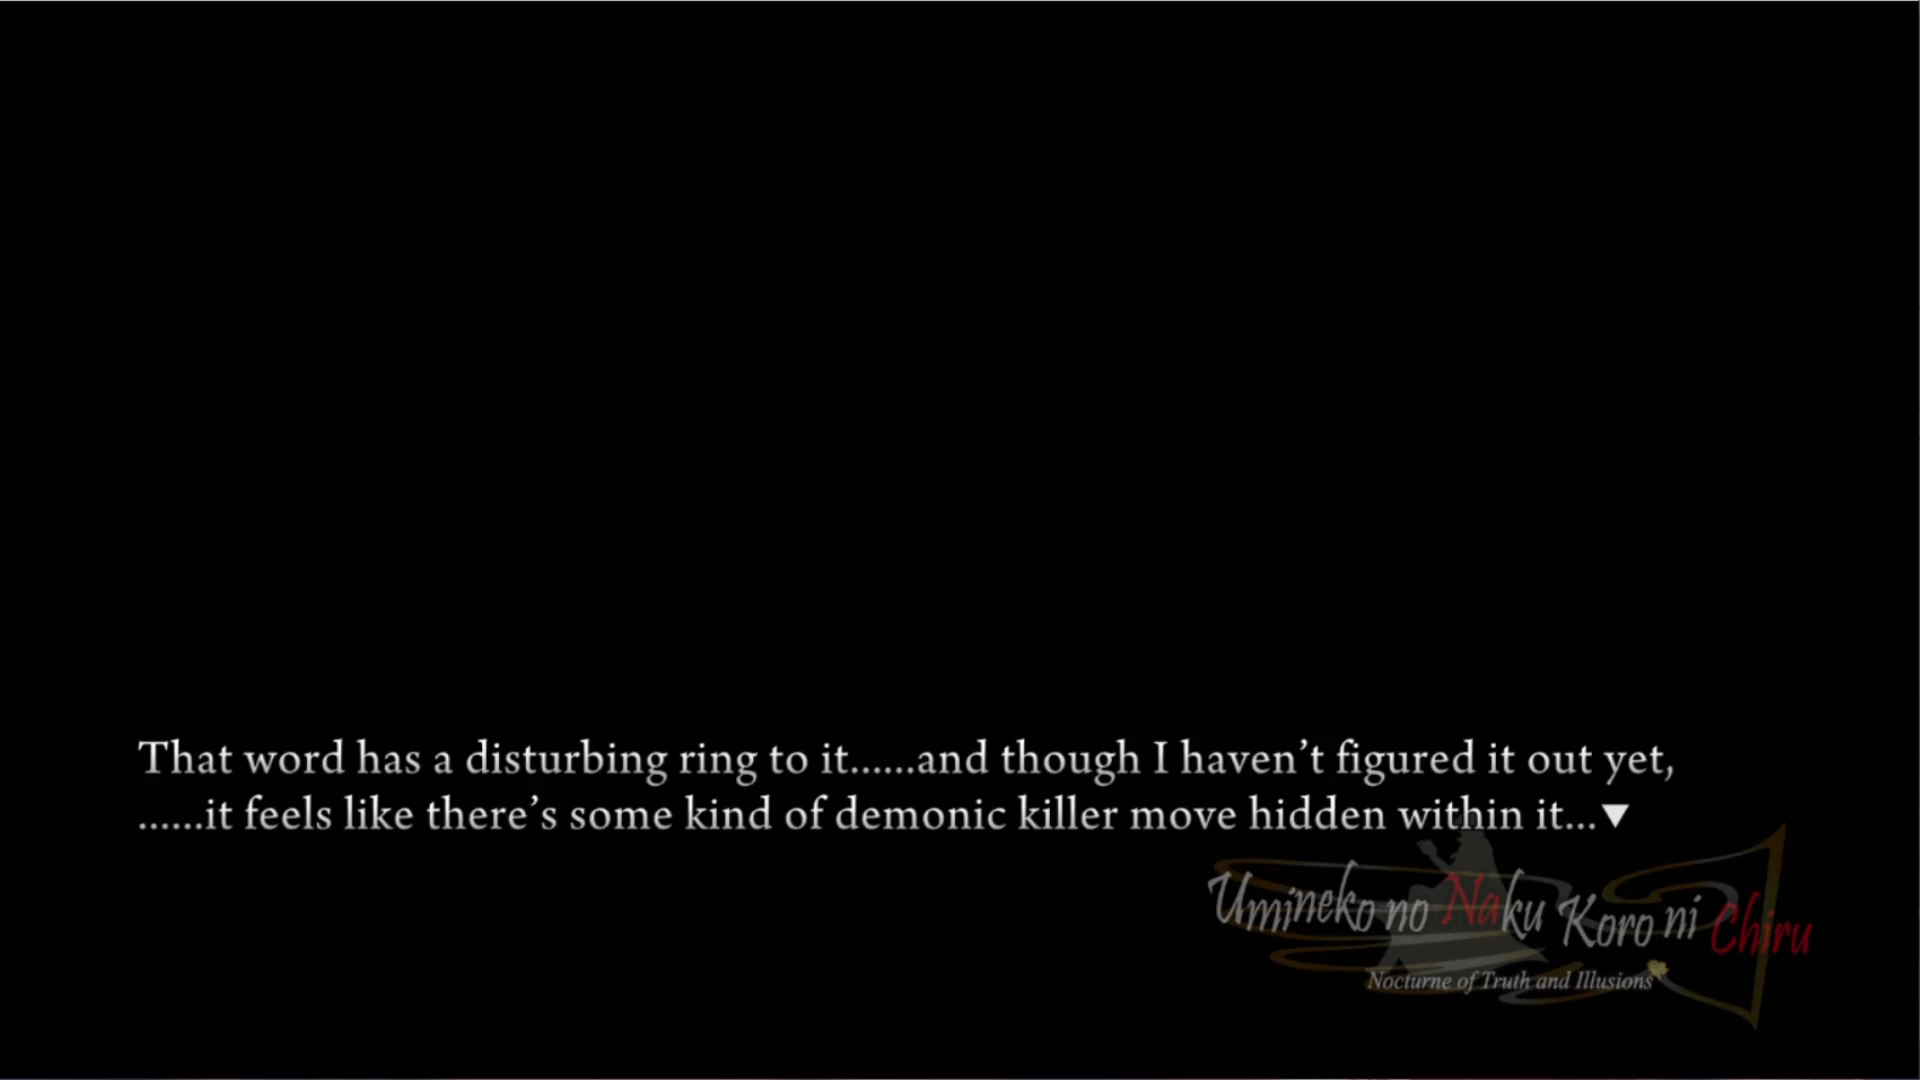 That word has a disturbing ring to it......and though I haven’t figured it out yet,
......it feels like there’s some kind of demonic killer move hidden within it...▼
Umineko no Naku Koro ni Chiru
Nocturne of Truth and Illusions